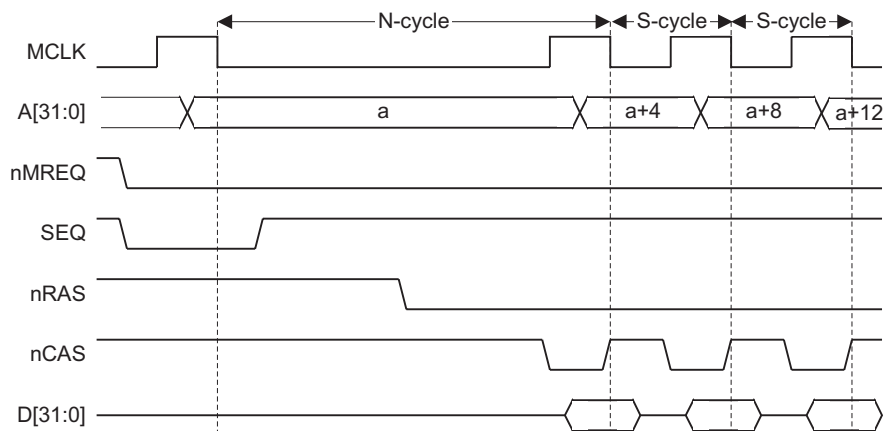 N-cycle S-cycle S-cycle
MCLK
A[31:0] a a+4 a+8 a+12
nMREQ
SEQ
nRAS
nCAS
D[31:0]